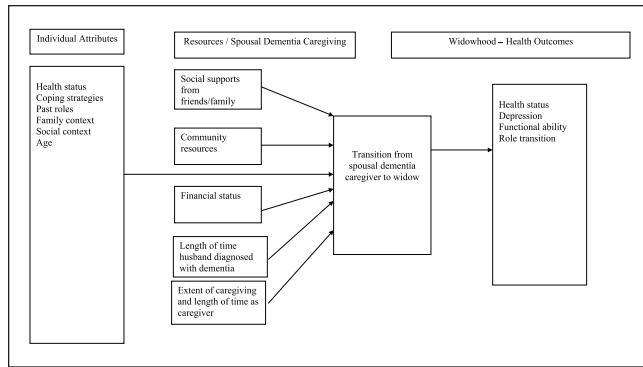 Individual Attributes
Resources / Spousal Dementia Caregiving
Widowhood – Health Outcomes
Health status
Coping strategies
Past roles
Family context
Social context
Age
Social supports
from
friends/family
Community
resources
Financial status
Length of time
husband diagnosed
with dementia
Extent of caregiving
and length of time as
caregiver
Transition from
spousal dementia
caregiver to widow
Health status
Depression
Functional ability
Role transition